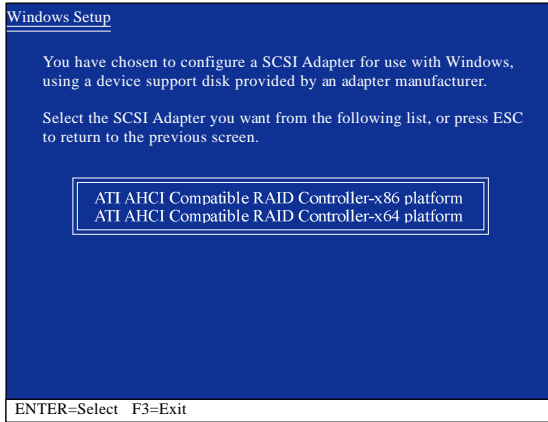 Windows Setup
You have chosen to configure a SCSI Adapter for use with Windows,
using a device support disk provided by an adapter manufacturer.
Select the SCSI Adapter you want from the following list, or press ESC
to return to the previous screen.
ATI AHCI Compatible RAID Controller-x86 platform
ATI AHCI Compatible RAID Controller-x64 platform
ENTER=Select F3=Exit